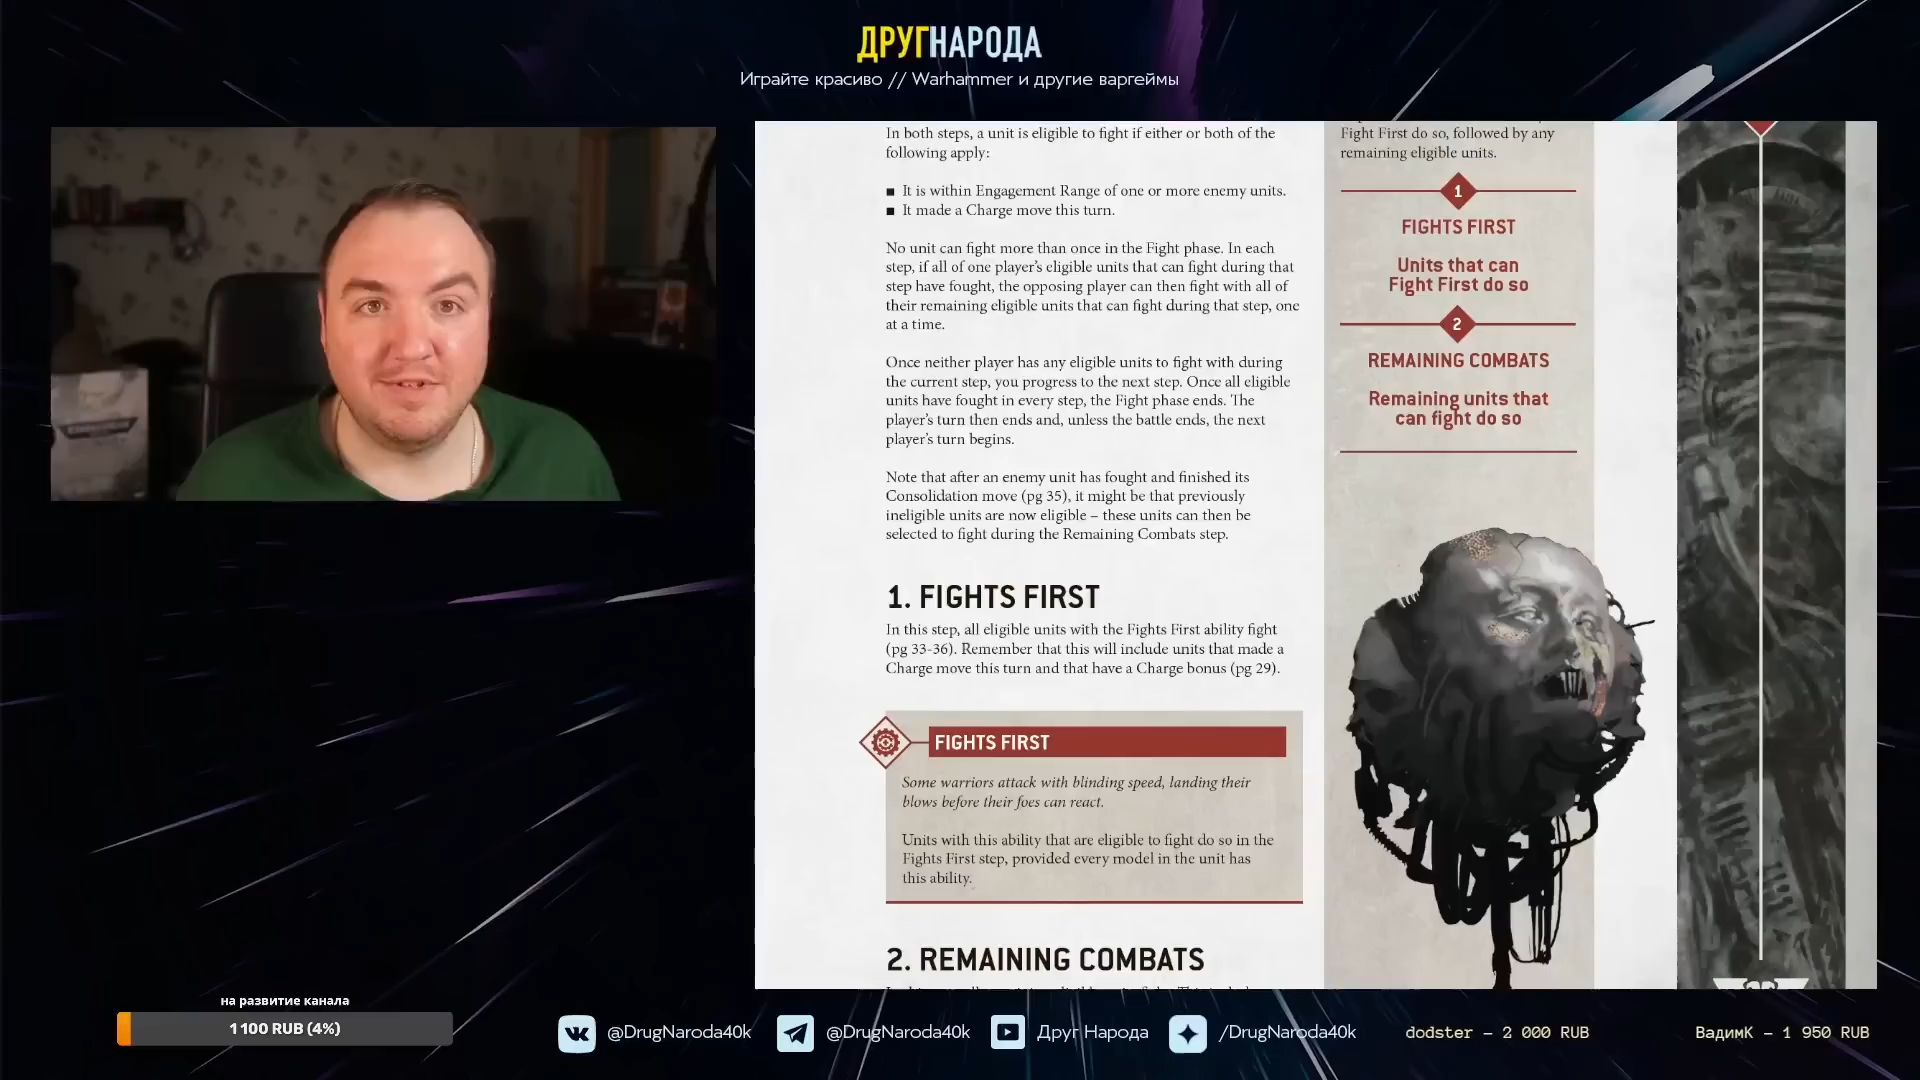 ДРУГНАРОДА
Играйте красиво // Warhammer и другие варгеймы
In both steps, a unit is eligible to fight if either or both of the
following apply:
■ It is within Engagement Range of one or more enemy units.
■ It made a Charge move this turn.
No unit can fight more than once in the Fight phase. In each
step, if all of one player’s eligible units that can fight during that
step have fought, the opposing player can then fight with all of
their remaining eligible units that can fight during that step, one
at a time.
Once neither player has any eligible units to fight with during
the current step, you progress to the next step. Once all eligible
units have fought in every step, the Fight phase ends. The
player’s turn then ends and, unless the battle ends, the next
player’s turn begins.
Note that after an enemy unit has fought and finished its
Consolidation move (pg 35), it might be that previously
ineligible units are now eligible – these units can then be
selected to fight during the Remaining Combats step.
1. FIGHTS FIRST
In this step, all eligible units with the Fights First ability fight
(pg 33-36). Remember that this will include units that made a
Charge move this turn and that have a Charge bonus (pg 29).
FIGHTS FIRST
Some warriors attack with blinding speed, landing their
blows before their foes can react.
Units with this ability that are eligible to fight do so in the
Fights First step, provided every model in the unit has
this ability.
2. REMAINING COMBATS
Fight First do so, followed by any
remaining eligible units.
1
FIGHTS FIRST
Units that can
Fight First do so
2
REMAINING COMBATS
Remaining units that
can fight do so
на развитие канала
1 100 RUB (4%)
@DrugNaroda40k
@DrugNaroda40k
Друг Народа
/DrugNaroda40k
dodster – 2 000 RUB
ВадимК – 1 950 RUB